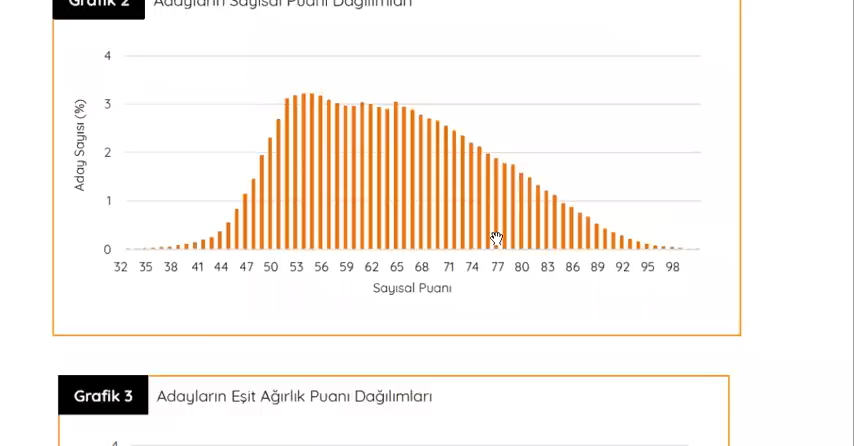 Grafik 2 Adayların Sayısal Puanı Dağılımları
4
3
2
1
0
Aday Sayısı (%)
32 35 38 41 44 47 50 53 56 59 62 65 68 71 74 77 80 83 86 89 92 95 98
Sayısal Puanı
Grafik 3 Adayların Eşit Ağırlık Puanı Dağılımları
4